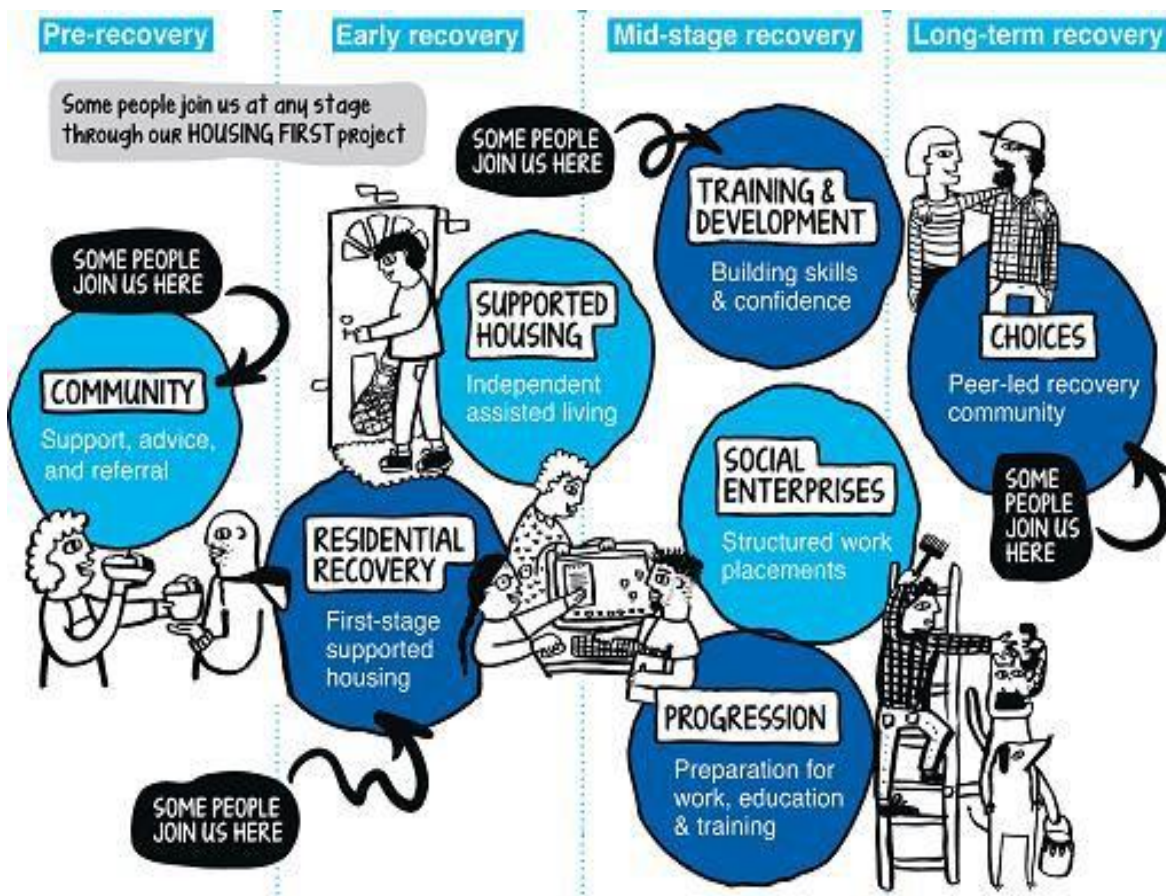 Pre-recovery
Early recovery
Mid-stage recovery
Long-term recovery
Some people join us at any stage
through our HOUSING FIRST project
SOME PEOPLE
JOIN US HERE
COMMUNITY
Support, advice,
and referral
SOME PEOPLE
JOIN US HERE
RESIDENTIAL
RECOVERY
First-stage
supported
housing
SUPPORTED
HOUSING
Independent
assisted living
SOME PEOPLE
JOIN US HERE
TRAINING &
DEVELOPMENT
Building skills
& confidence
SOCIAL
ENTERPRISES
Structured work
placements
PROGRESSION
Preparation for
work, education
& training
CHOICES
Peer-led recovery
community
SOME
PEOPLE
JOIN US
HERE